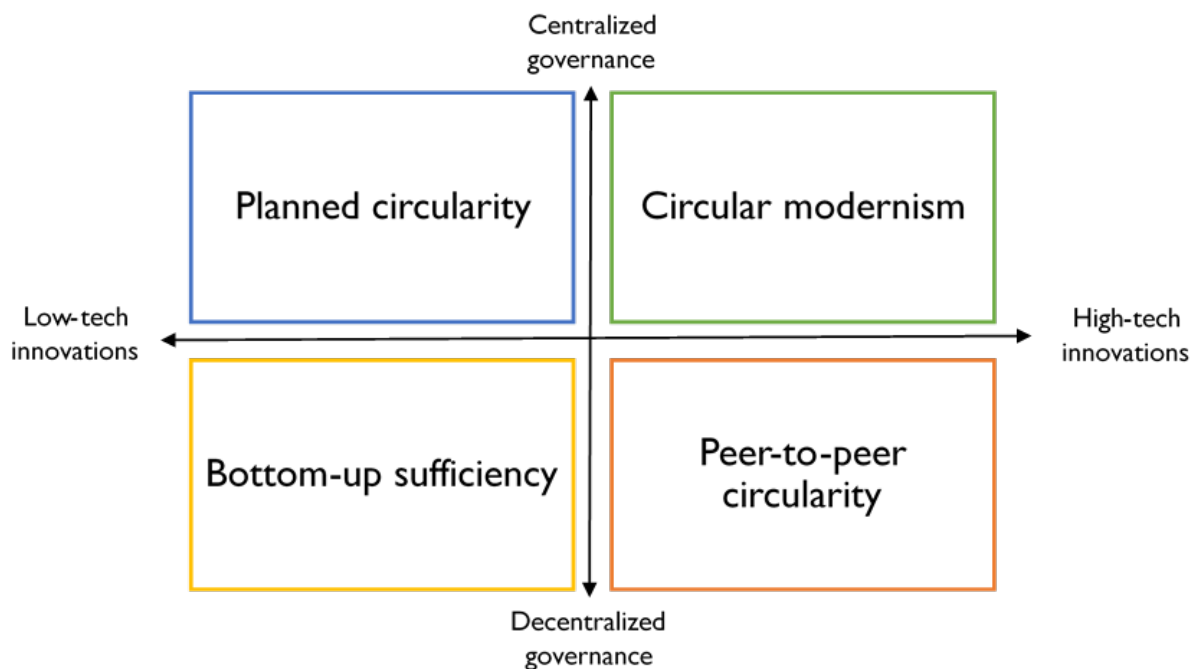 Centralized
governance
Planned circularity
Circular modernism
Low-tech
innovations
High-tech
innovations
Bottom-up sufficiency
Peer-to-peer
circularity
Decentralized
governance